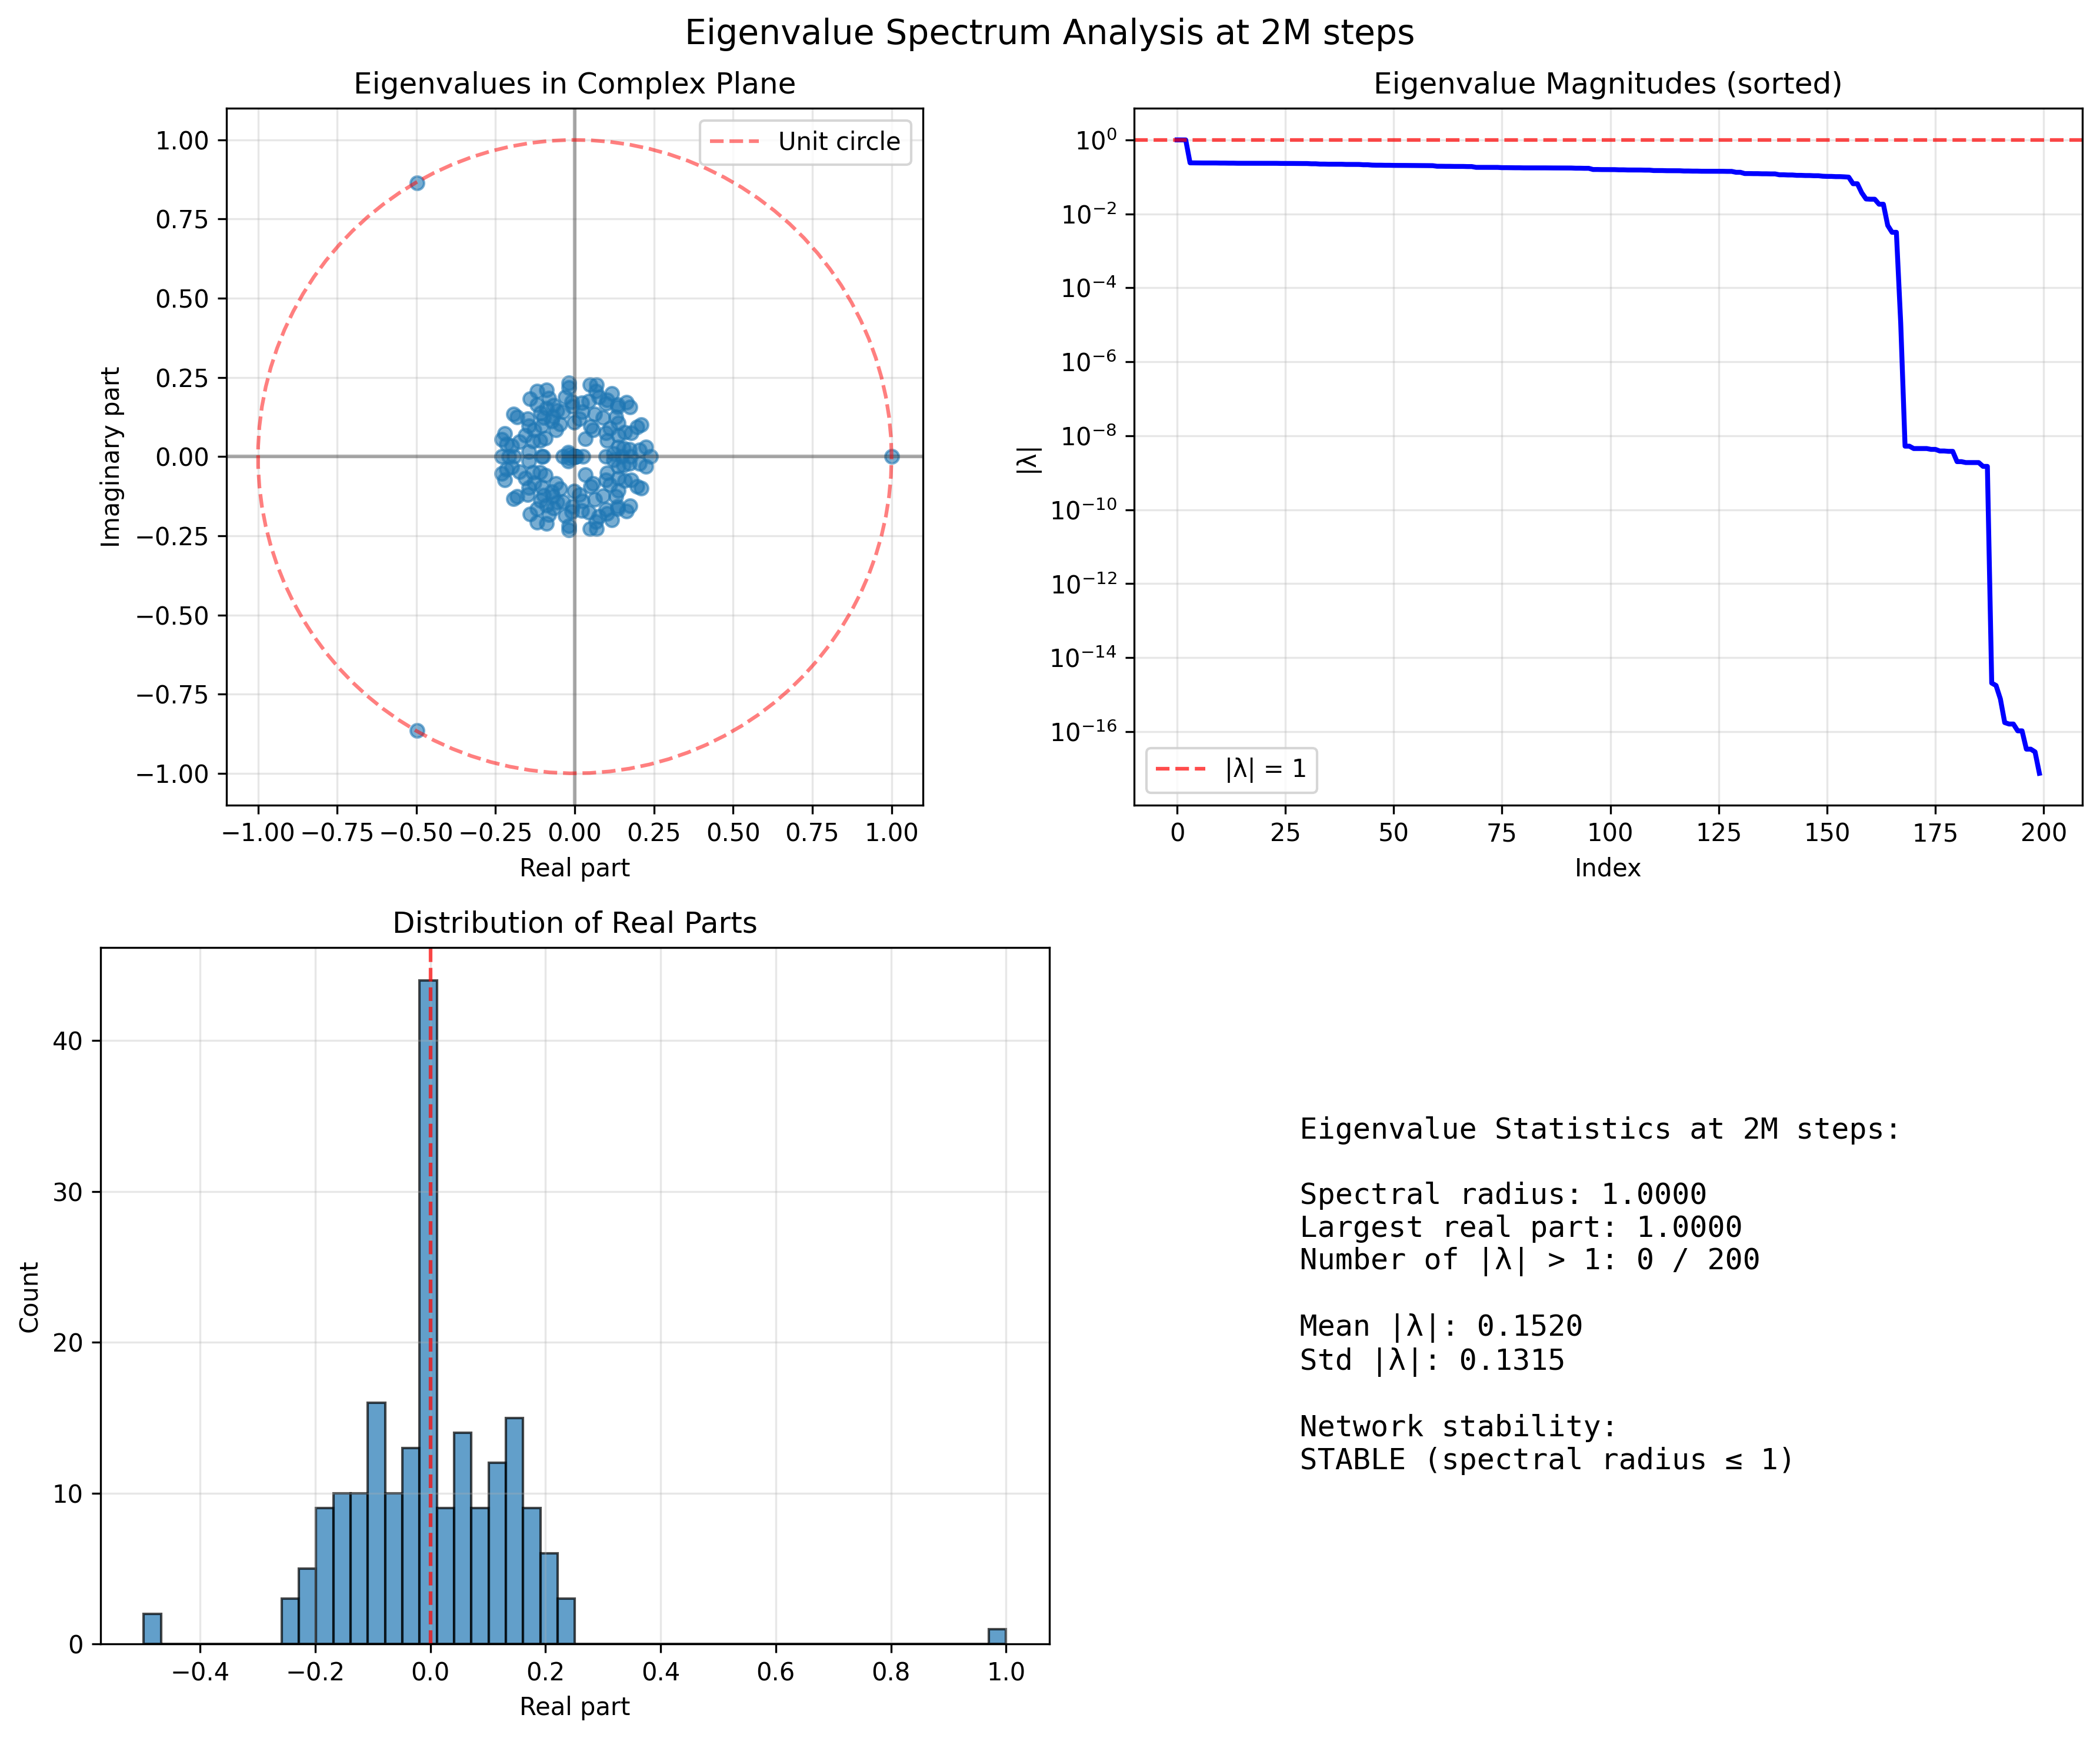 Eigenvalue Spectrum Analysis at 2M steps
Eigenvalues in Complex Plane
Unit circle
1.00
0.75
0.50
0.25
0.00
−0.25
−0.50
−0.75
−1.00
Imaginary part
−1.00 −0.75 −0.50 −0.25 0.00 0.25 0.50 0.75 1.00
Real part
Eigenvalue Magnitudes (sorted)
10⁰
10⁻²
10⁻⁴
10⁻⁶
10⁻⁸
10⁻¹⁰
10⁻¹²
10⁻¹⁴
10⁻¹⁶
|λ|
|λ| = 1
0 25 50 75 100 125 150 175 200
Index
Distribution of Real Parts
40
30
20
10
0
Count
−0.4 −0.2 0.0 0.2 0.4 0.6 0.8 1.0
Real part
Eigenvalue Statistics at 2M steps:
Spectral radius: 1.0000
Largest real part: 1.0000
Number of |λ| > 1: 0 / 200
Mean |λ|: 0.1520
Std |λ|: 0.1315
Network stability:
STABLE (spectral radius ≤ 1)